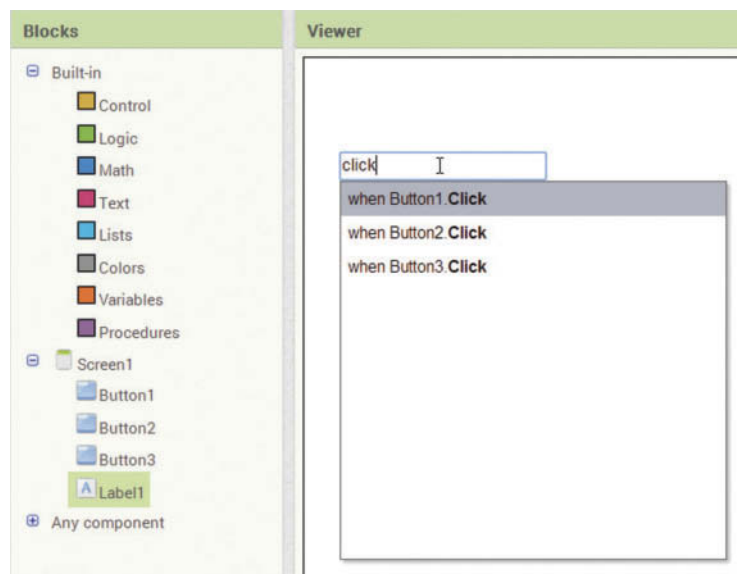 Blocks
Built-in
Control
Logic
Math
Text
Lists
Colors
Variables
Procedures
Screen1
Button1
Button2
Button3
Label1
Any component
Viewer
click
when Button1.Click
when Button2.Click
when Button3.Click